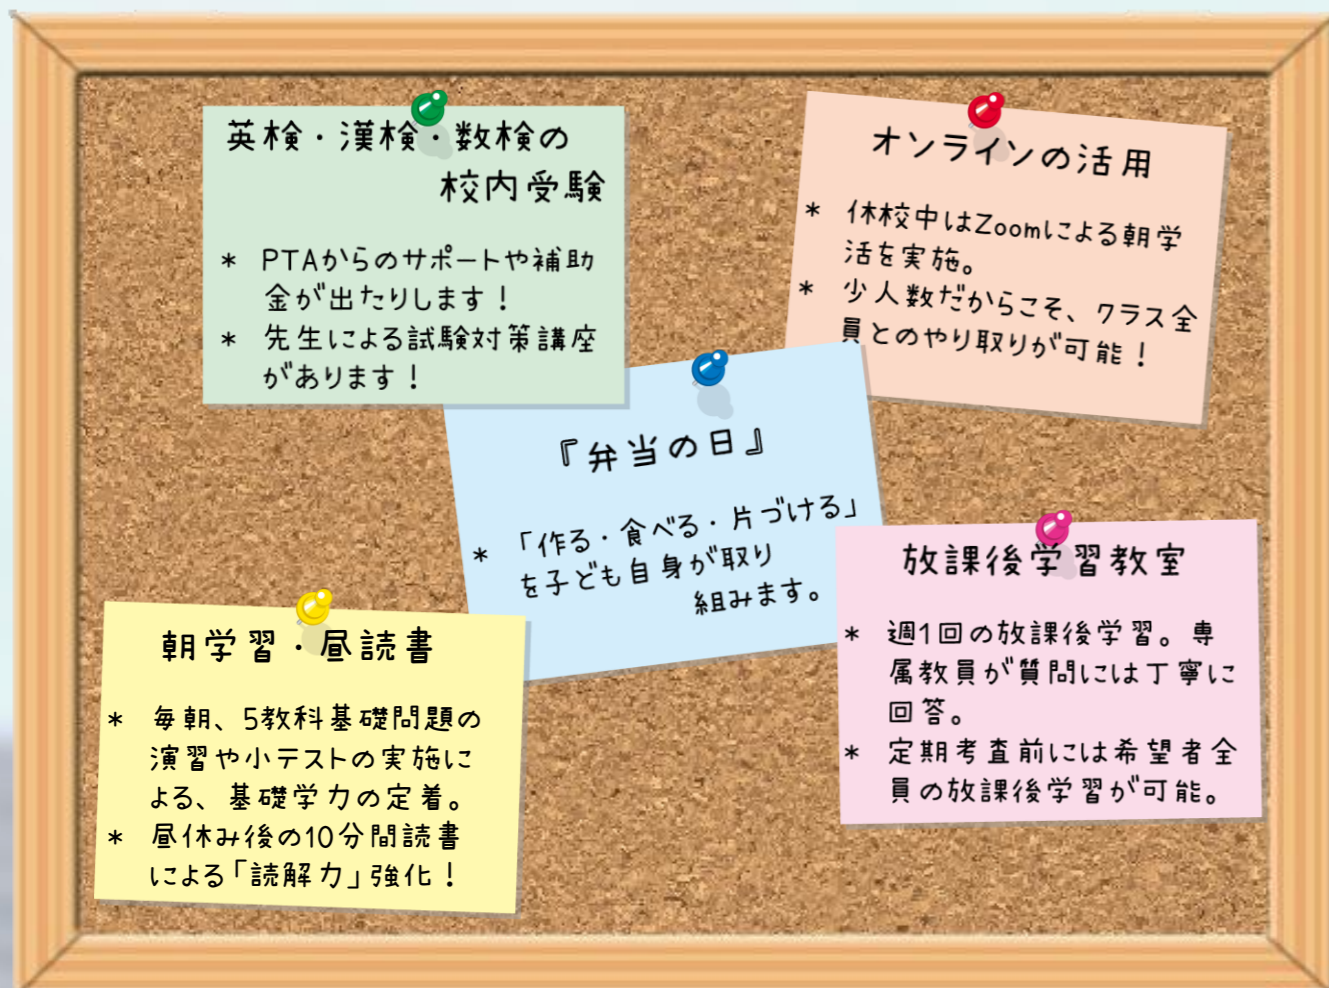 英検・漢検・数検の
校内受験
* PTAからのサポートや補助
金が出たりします！
* 先生による試験対策講座
があります！
オンラインの活用
* 休校中はZoomによる朝学
活を実施。
* 少人数だからこそ、クラス全
員とのやり取りが可能！
『弁当の日』
* 「作る・食べる・片づける」
を子ども自身が取り
組みます。
朝学習・昼読書
* 毎朝、5教科基礎問題の
演習や小テストの実施に
よる、基礎学力の定着。
* 昼休み後の10分間読書
による「読解力」強化！
放課後学習教室
* 週1回の放課後学習。専
属教員が質問には丁寧に
回答。
* 定期考査前には希望者全
員の放課後学習が可能。